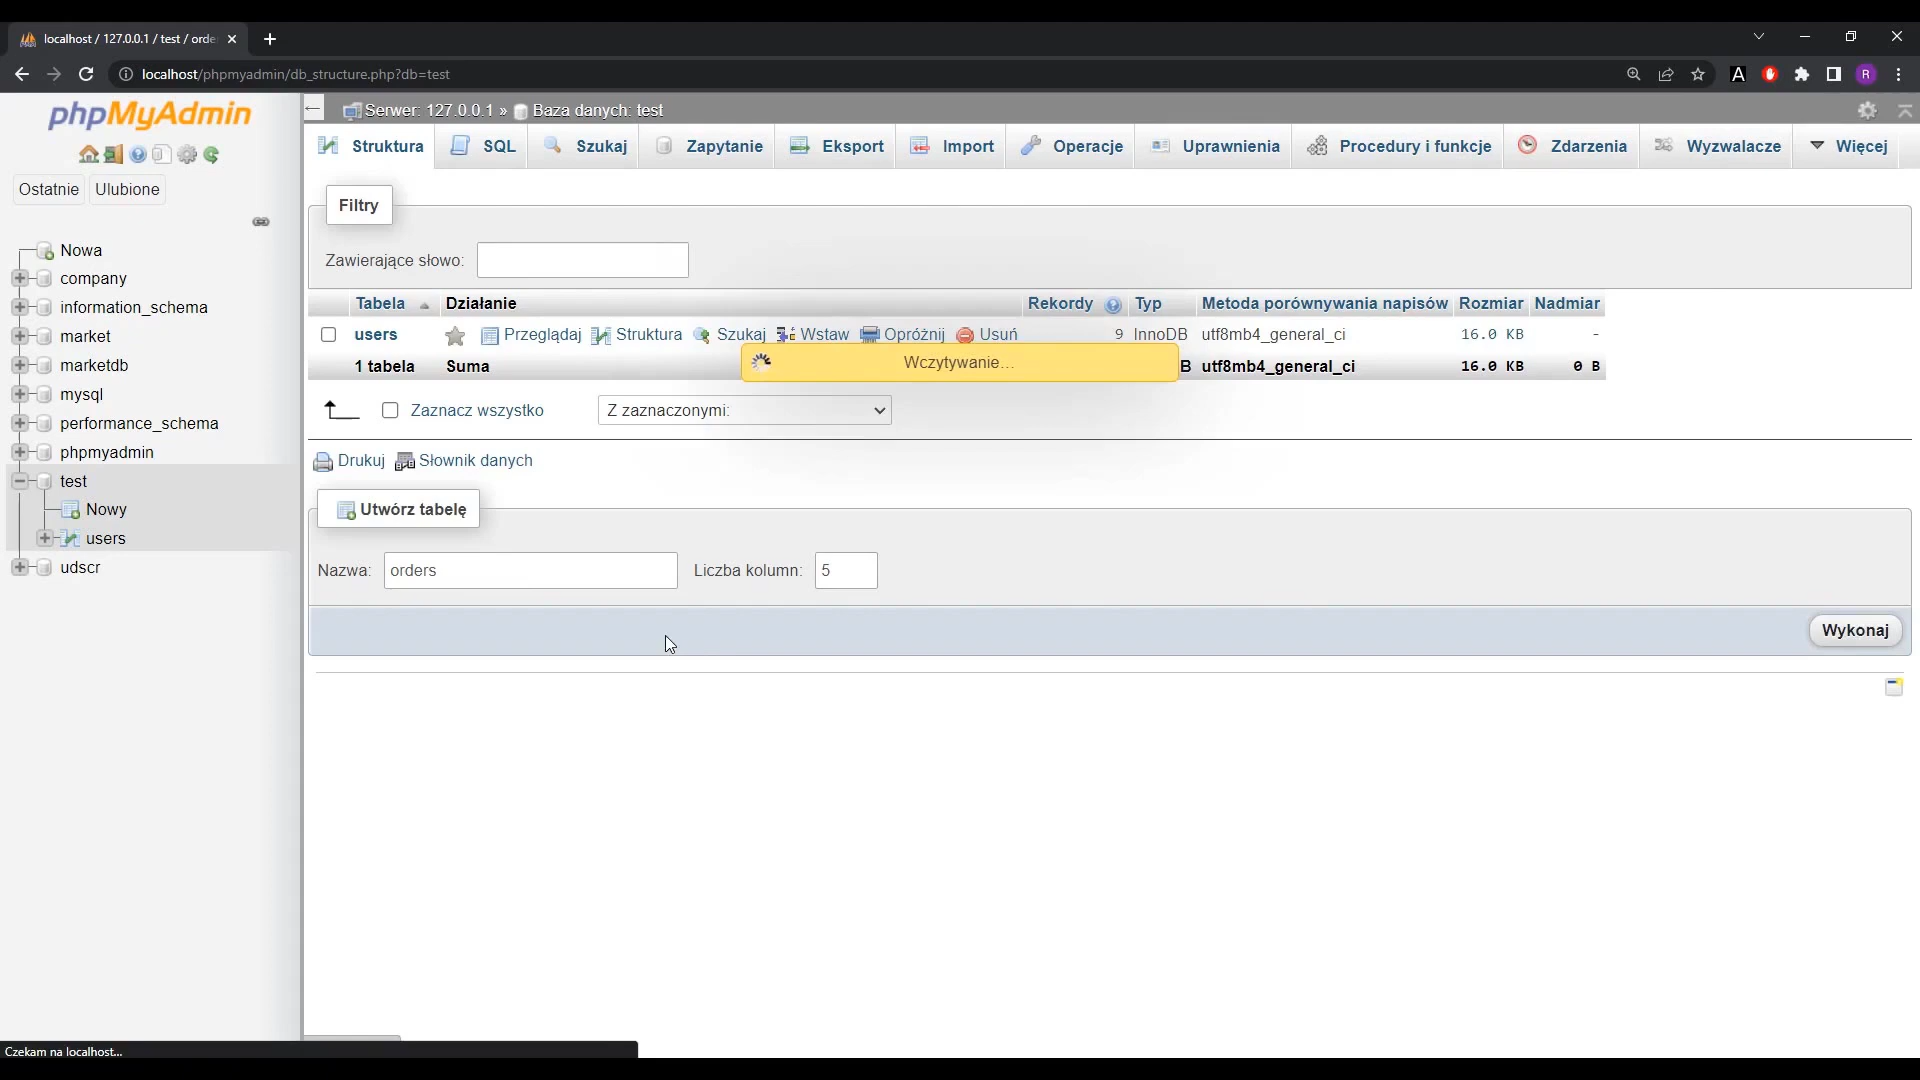 localhost / 127.0.0.1 / test / orde
localhost/phpmyadmin/db_structure.php?db=test
A
R
phpMyAdmin
Ostatnie
Ulubione
Nowa
company
information_schema
market
marketdb
mysql
performance_schema
phpmyadmin
test
Nowy
users
udscr
Serwer: 127.0.0.1 » Baza danych: test
Struktura
SQL
Szukaj
Zapytanie
Eksport
Import
Operacje
Uprawnienia
Procedury i funkcje
Zdarzenia
Wyzwalacze
Więcej
Filtry
Zawierające słowo:
Tabela Działanie Rekordy Typ Metoda porównywania napisów Rozmiar Nadmiar
users Przeglądaj Struktura Szukaj Wstaw Opróżnij Usuń 9 InnoDB utf8mb4_general_ci 16.0 KB -
1 tabela Suma B utf8mb4_general_ci 16.0 KB 0 B
Wczytywanie...
Zaznacz wszystko
Z zaznaczonymi:
Drukuj Słownik danych
Utwórz tabelę
Nazwa: orders Liczba kolumn: 5
Wykonaj
Czekam na localhost...